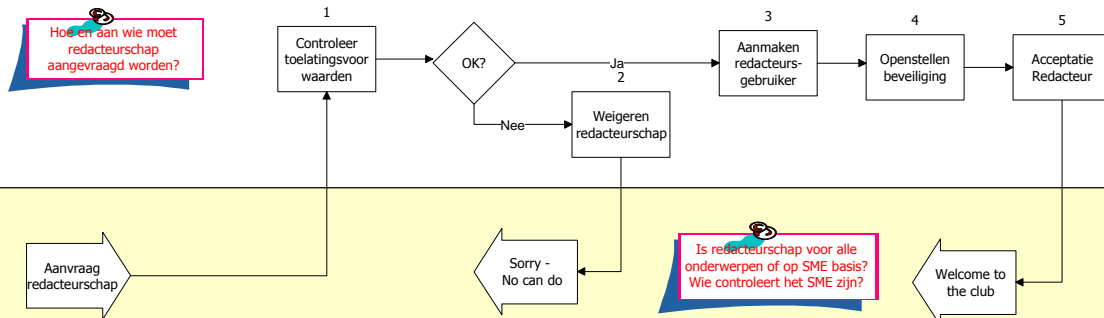 Hoe en aan wie moet
redacteurschap
aangevraagd worden?
1
Controleer
toelatingsvoor
waarden
OK?
Ja
2
Nee
Weigeren
redacteurschap
3
Aanmaken
redacteurs-
gebruiker
4
Openstellen
beveiliging
5
Acceptatie
Redacteur
Aanvraag
redacteurschap
Sorry -
No can do
Is redacteurschap voor alle
onderwerpen of op SME basis?
Wie controleert het SME zijn?
Welcome to
the club